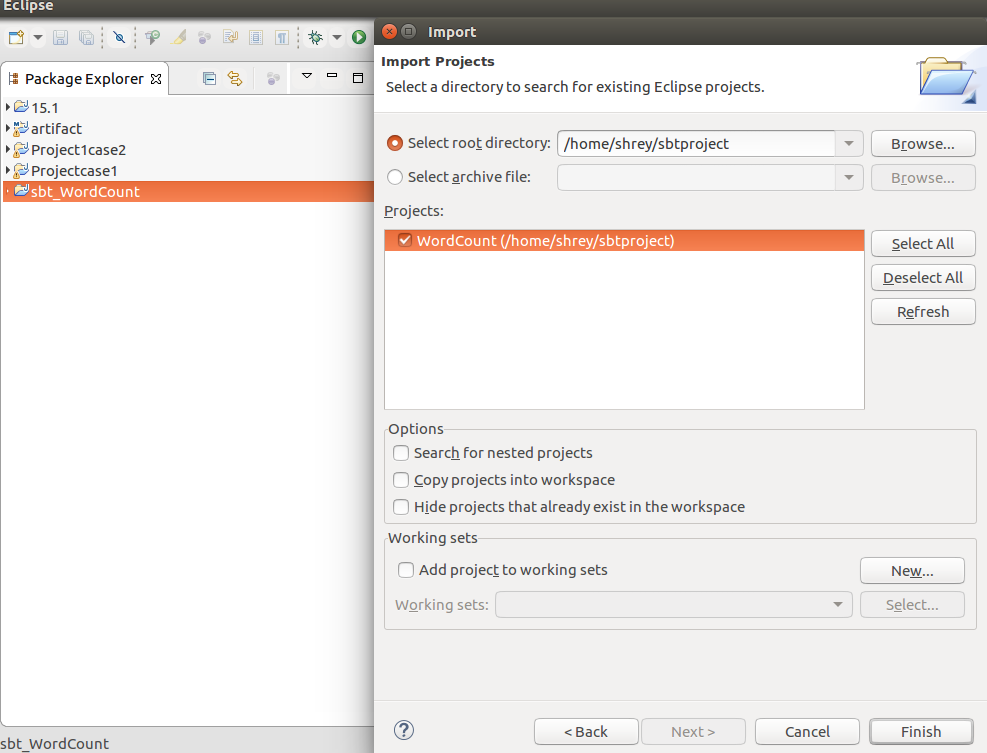 Eclipse
Import
Package Explorer
15.1
artifact
Project1case2
Projectcase1
sbt_WordCount
sbt_WordCount
Import Projects
Select a directory to search for existing Eclipse projects.
Select root directory: /home/shrey/sbtproject Browse...
Select archive file: Browse...
Projects:
WordCount (/home/shrey/sbtproject)
Select All
Deselect All
Refresh
Options
Search for nested projects
Copy projects into workspace
Hide projects that already exist in the workspace
Working sets
Add project to working sets New...
Working sets: Select...
? < Back Next > Cancel Finish